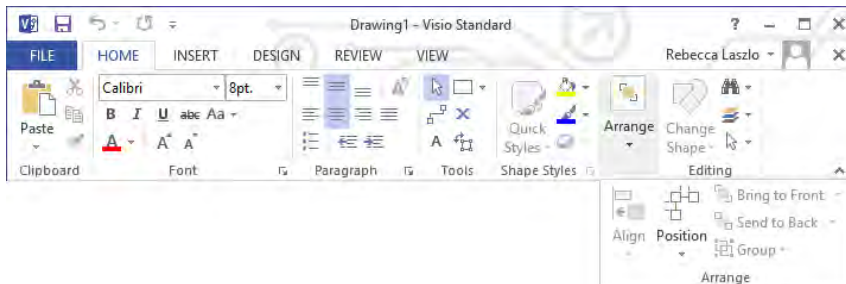 Drawing1 - Visio Standard
FILE HOME INSERT DESIGN REVIEW VIEW Rebecca Laszlo
Calibri 8pt.
B I U abc Aa
Paste Quick Styles Arrange Change Shape
A A A A
Clipboard Font Paragraph Tools Shape Styles Editing
Bring to Front
Send to Back
Align Position Group
Arrange